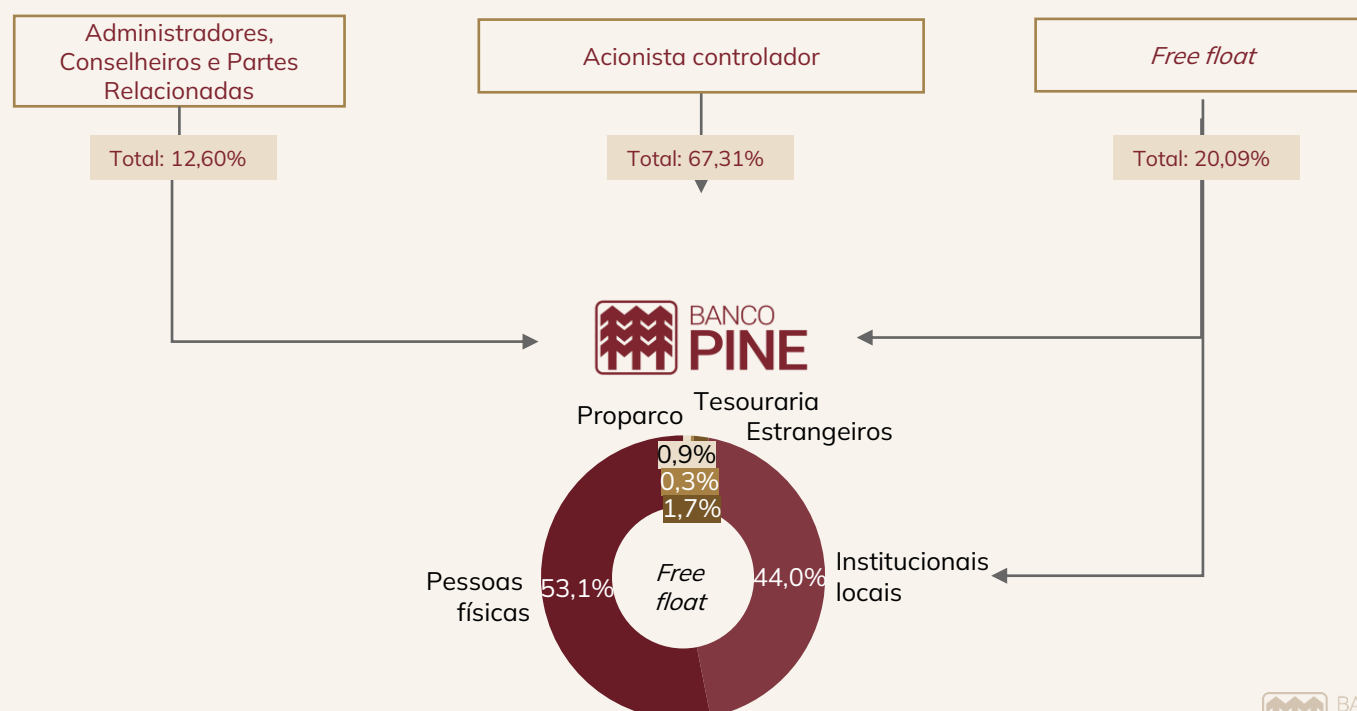 Administradores,
Conselheiros e Partes
Relacionadas
Acionista controlador
Free float
Total: 12,60%
Total: 67,31%
Total: 20,09%
BANCO
PINE
Proparco
Tesouraria
Estrangeiros
0,9%
0,3%
1,7%
Pessoas
físicas
53,1%
Free
float
44,0%
Institucionais
locais
BA